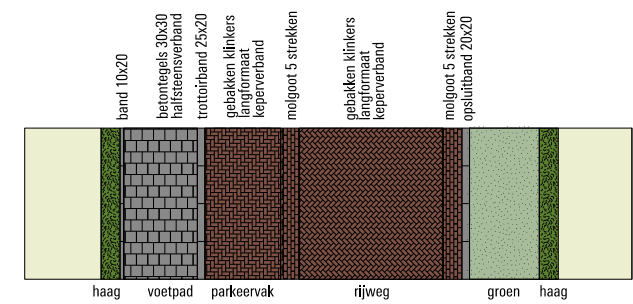 band 10x20
betontegels 30x30
halfsteensverband
trottoirband 25x20
gebakken klinkers
langformaat
keperverband
molgoot 5 strekken
gebakken klinkers
langformaat
keperverband
molgoot 5 strekken
opsluitband 20x20
haag
voetpad
parkeervak
rijweg
groen
haag